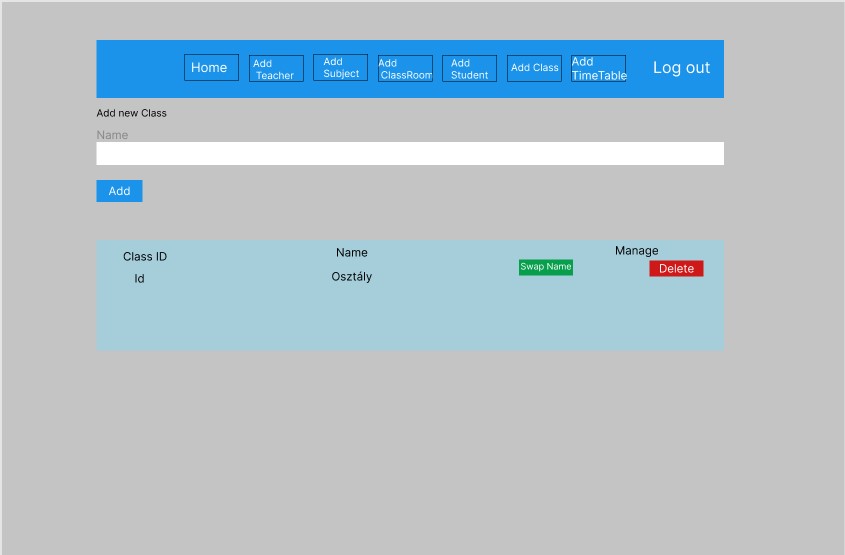 Home
Add
Teacher
Add
Subject
Add
ClassRoom
Add
Student
Add Class
Add
TimeTable
Log out
Add new Class
Name
Add
Class ID
Name
Manage
Id
Osztály
Swap Name
Delete